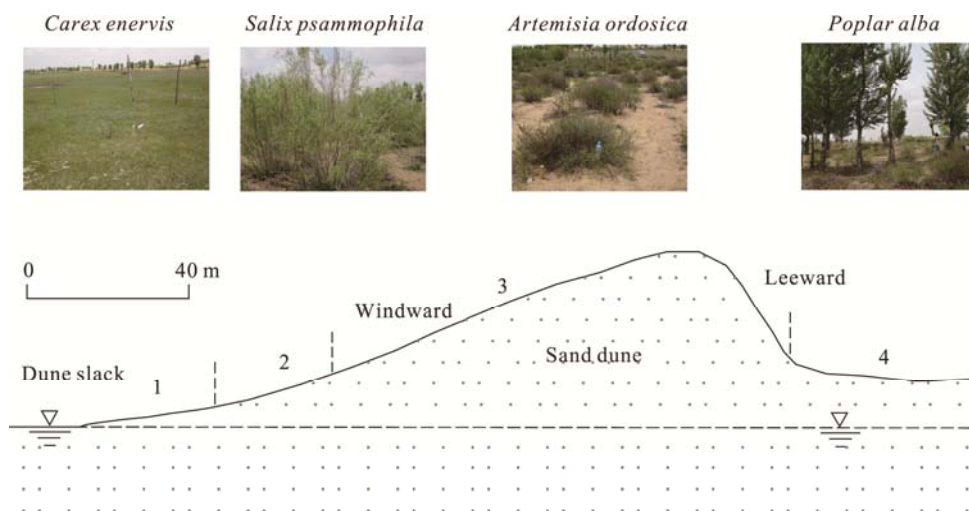 Carex enervis
Salix psammophila
Artemisia ordosica
Poplar alba
0
40 m
3
Leeward
Windward
Sand dune
4
2
Dune slack
1